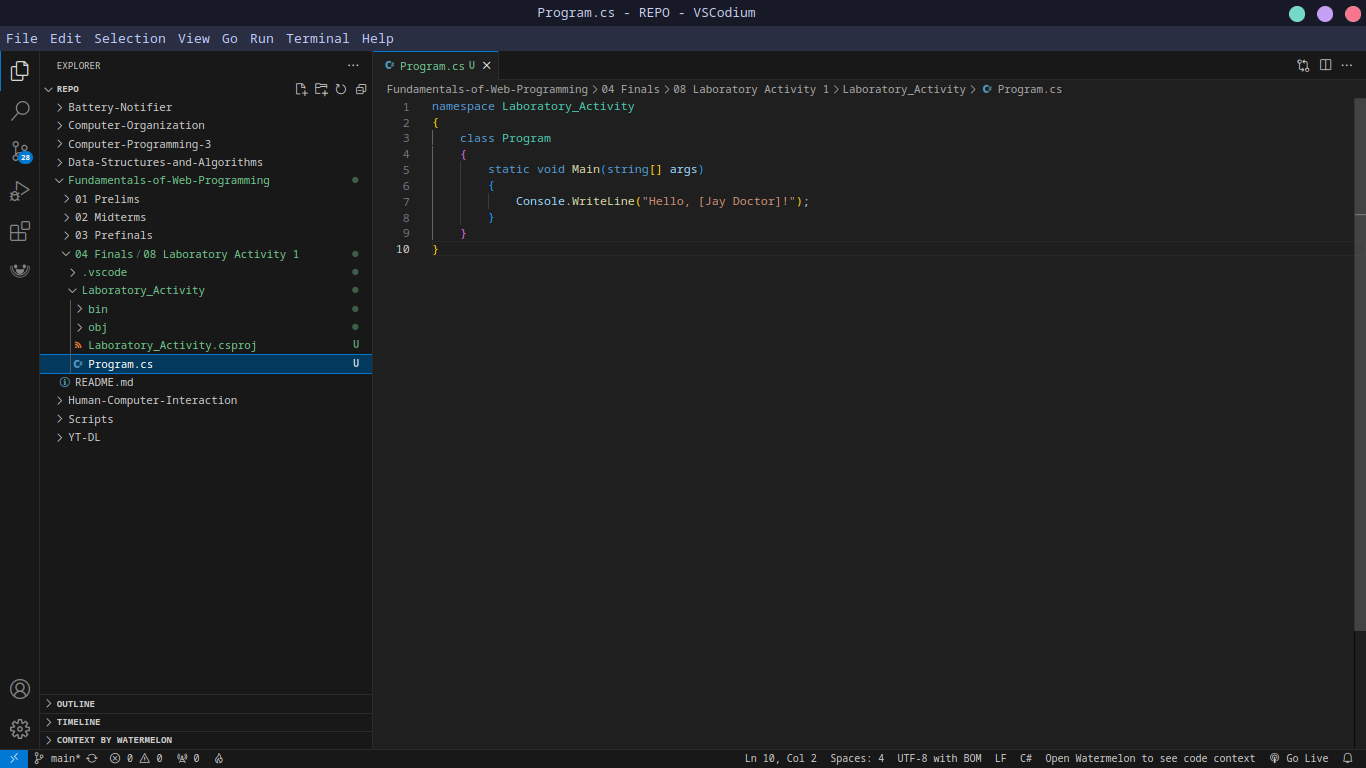 Program.cs - REPO - VSCodium
File Edit Selection View Go Run Terminal Help
EXPLORER
REPO
Battery-Notifier
Computer-Organization
Computer-Programming-3
Data-Structures-and-Algorithms
Fundamentals-of-Web-Programming
01 Prelims
02 Midterms
03 Prefinals
04 Finals / 08 Laboratory Activity 1
.vscode
Laboratory_Activity
bin
obj
Laboratory_Activity.csproj U
Program.cs U
README.md
Human-Computer-Interaction
Scripts
YT-DL
OUTLINE
TIMELINE
CONTEXT BY WATERMELON
28
Program.cs U
Fundamentals-of-Web-Programming > 04 Finals > 08 Laboratory Activity 1 > Laboratory_Activity > Program.cs
1 namespace Laboratory_Activity
2 {
3 class Program
4 {
5 static void Main(string[] args)
6 {
7 Console.WriteLine("Hello, [Jay Doctor]!");
8 }
9 }
10 }
main* 0 0 0 Ln 10, Col 2 Spaces: 4 UTF-8 with BOM LF C# Open Watermelon to see code context Go Live